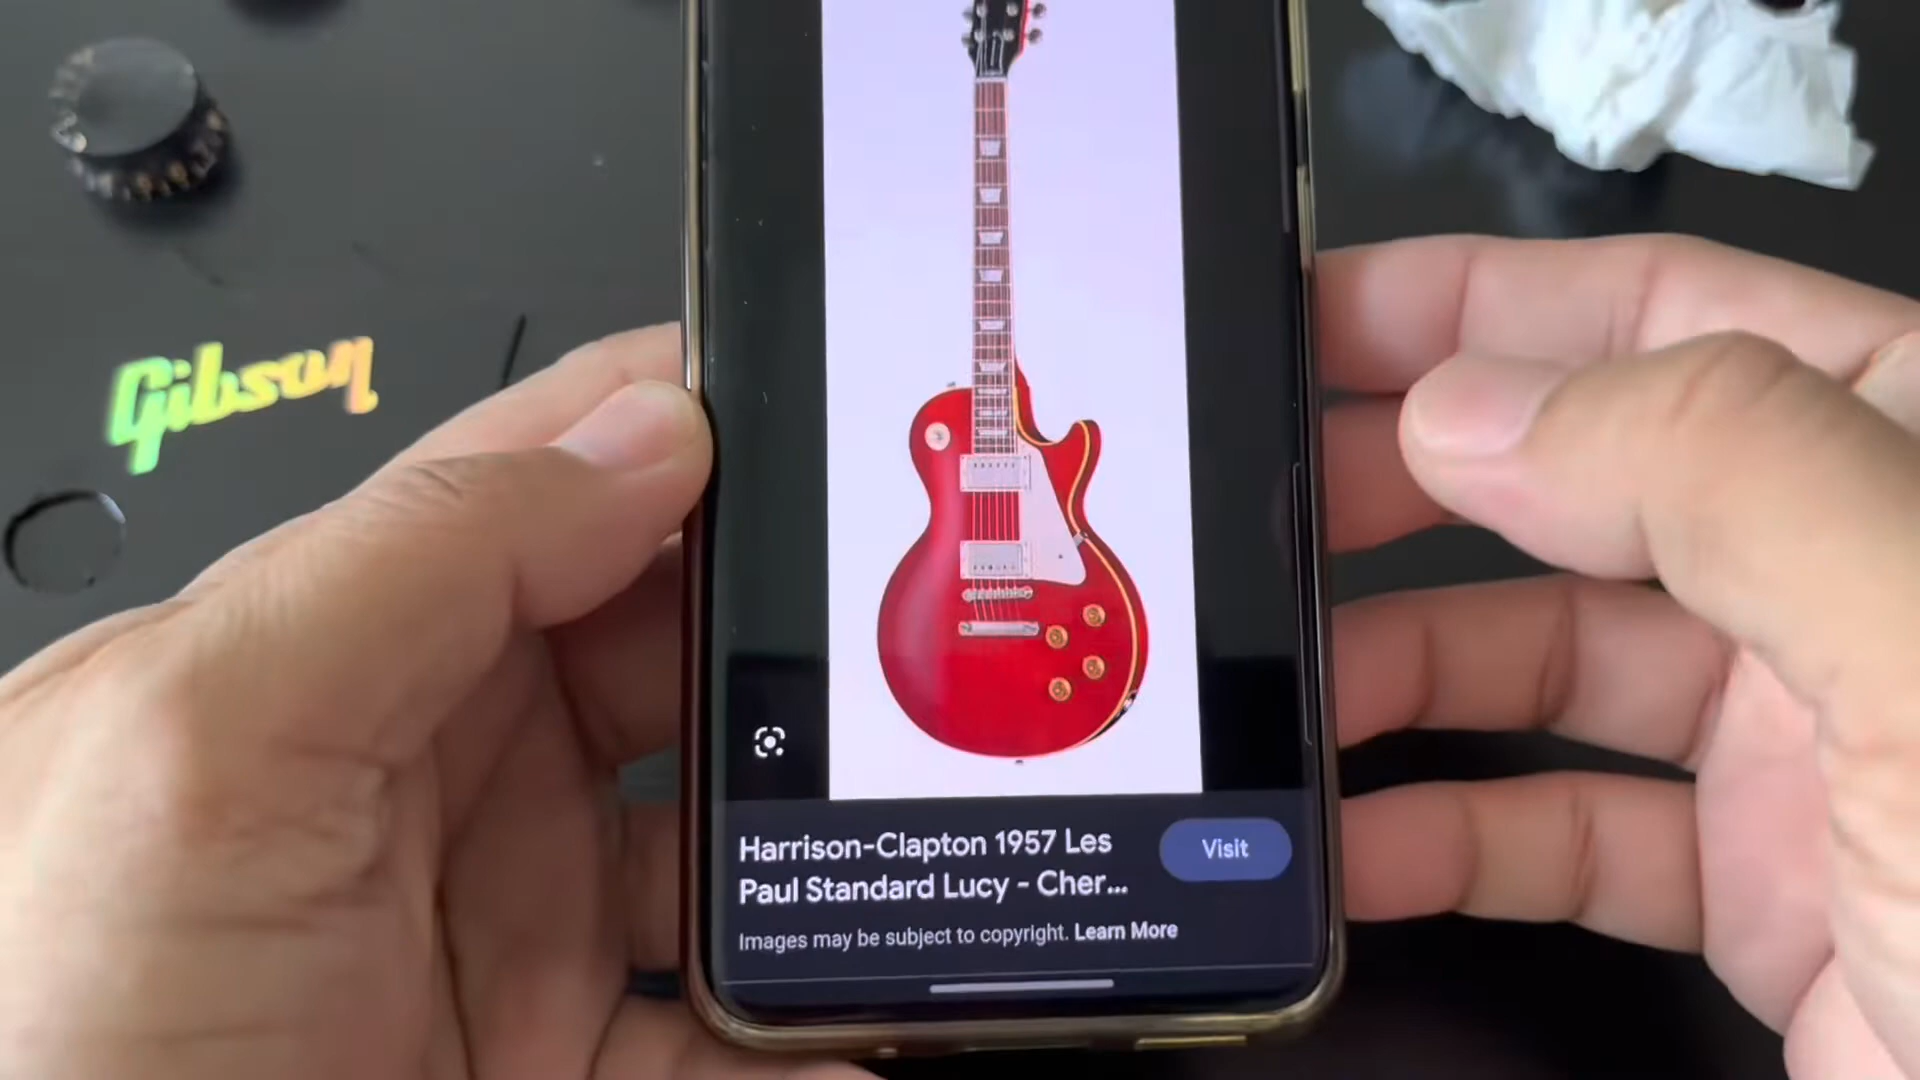 Gibson
Harrison-Clapton 1957 Les
Paul Standard Lucy - Cher...
Visit
Images may be subject to copyright. Learn More